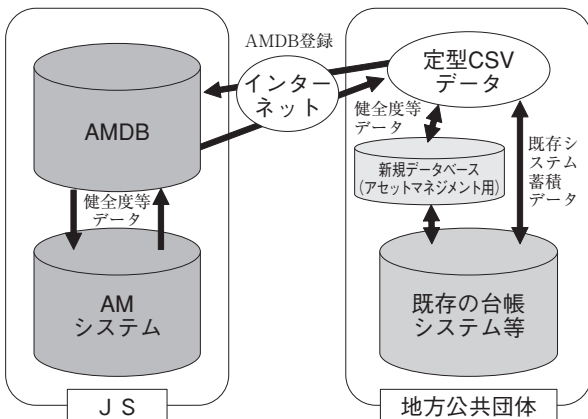 AMDB登録
AMDB
インター
ネット
定型CSV
データ
健全度等
データ
新規データベース
(アセットマネジメント用)
既存シ
ステム
蓄積
データ
健全度等
データ
AM
システム
既存の台帳
システム等
JS
地方公共団体